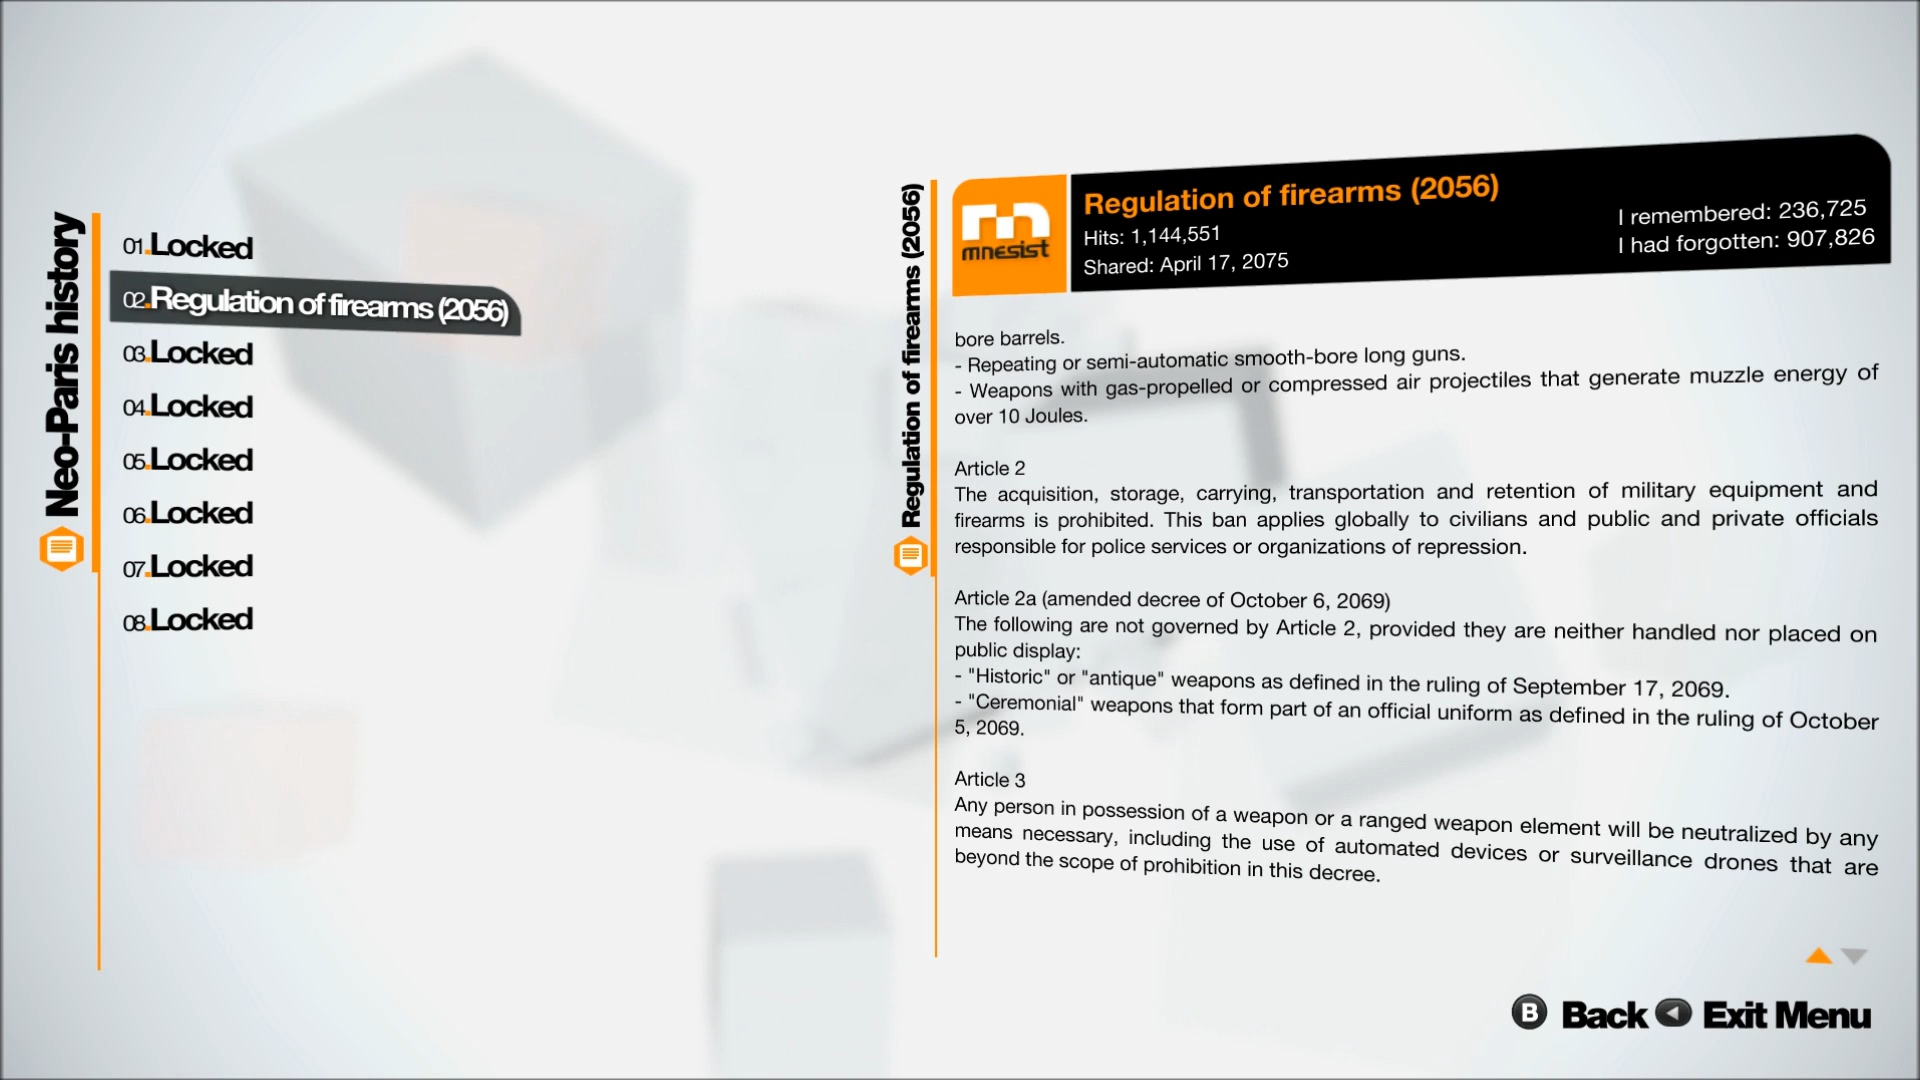 Neo-Paris history
01.Locked
02.Regulation of firearms (2056)
03.Locked
04.Locked
05.Locked
06.Locked
07.Locked
08.Locked
Regulation of firearms (2056)
mnesist
Regulation of firearms (2056)
Hits: 1,144,551
Shared: April 17, 2075
I remembered: 236,725
I had forgotten: 907,826
bore barrels.
- Repeating or semi-automatic smooth-bore long guns.
- Weapons with gas-propelled or compressed air projectiles that generate muzzle energy of
over 10 Joules.
Article 2
The acquisition, storage, carrying, transportation and retention of military equipment and
firearms is prohibited. This ban applies globally to civilians and public and private officials
responsible for police services or organizations of repression.
Article 2a (amended decree of October 6, 2069)
The following are not governed by Article 2, provided they are neither handled nor placed on
public display:
- "Historic" or "antique" weapons as defined in the ruling of September 17, 2069.
- "Ceremonial" weapons that form part of an official uniform as defined in the ruling of October
5, 2069.
Article 3
Any person in possession of a weapon or a ranged weapon element will be neutralized by any
means necessary, including the use of automated devices or surveillance drones that are
beyond the scope of prohibition in this decree.
B Back Exit Menu